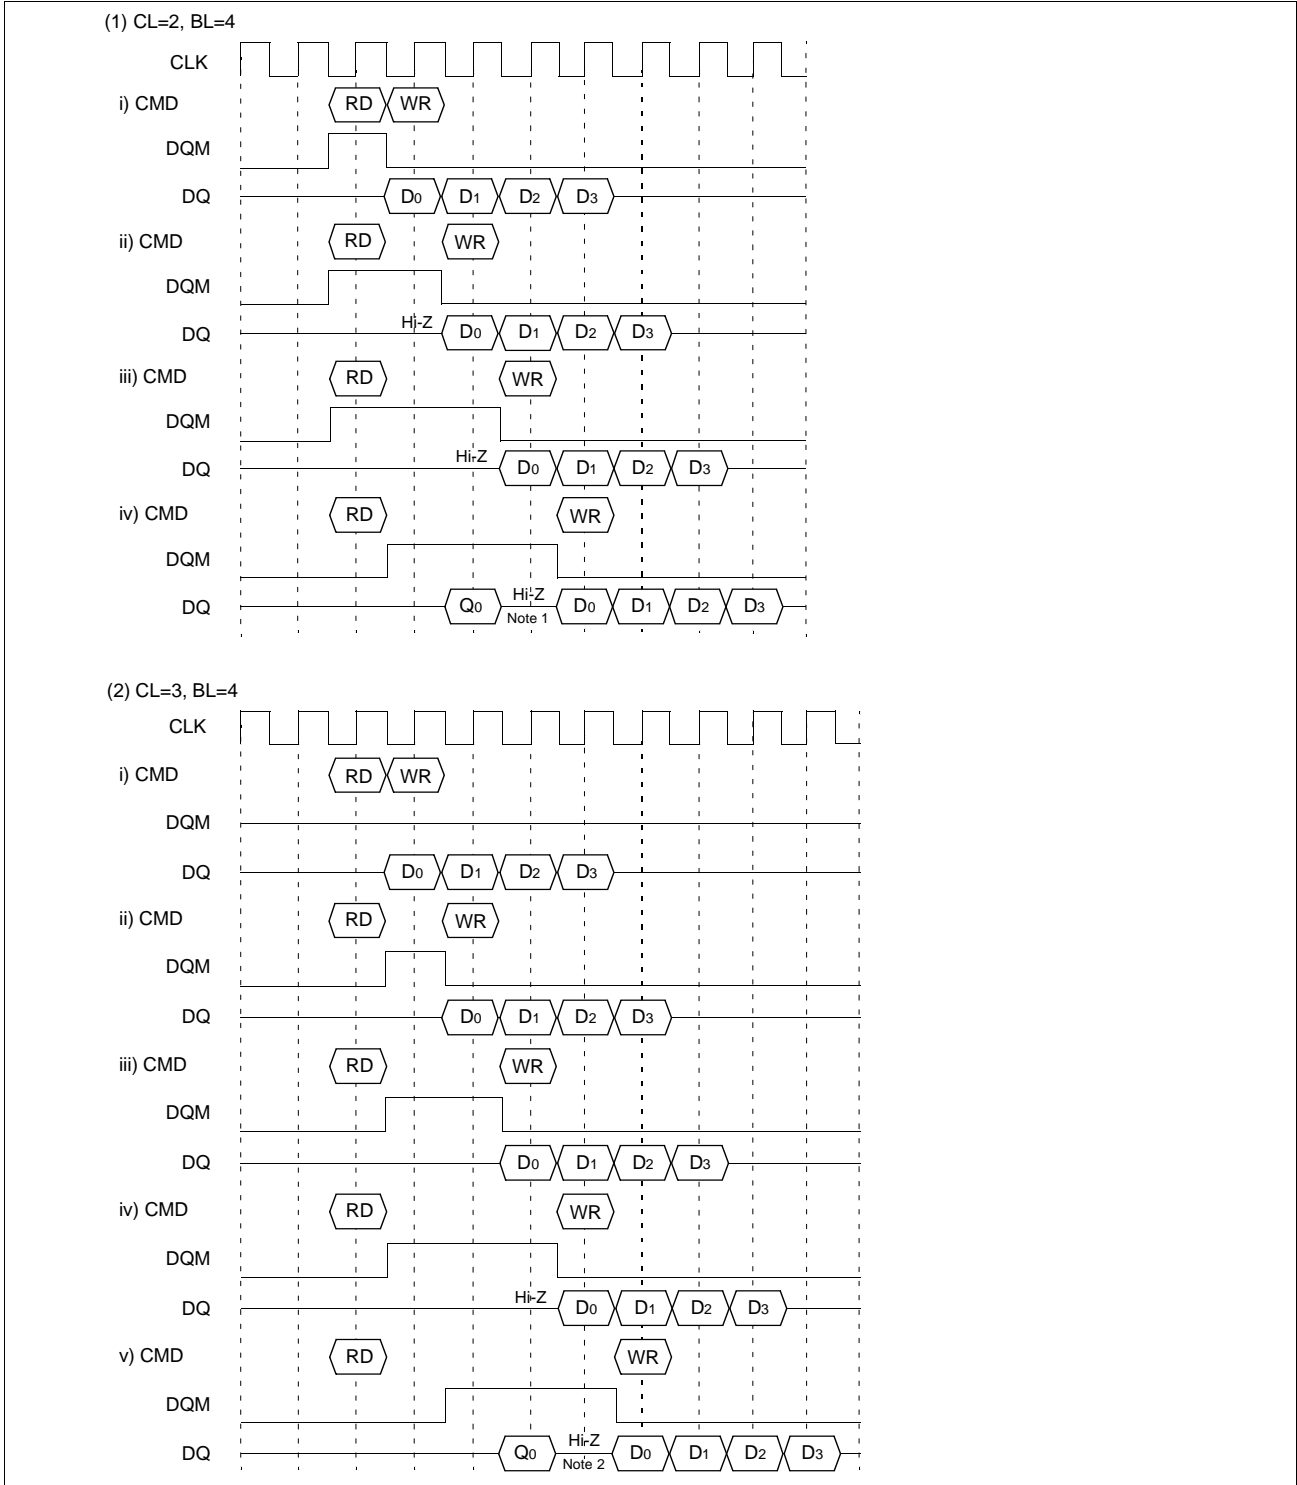 (1) CL=2, BL=4
CLK
i) CMD RD WR
DQM
DQ D0 D1 D2 D3
ii) CMD RD WR
DQM
DQ Hi-Z D0 D1 D2 D3
iii) CMD RD WR
DQM
DQ Hi-Z D0 D1 D2 D3
iv) CMD RD WR
DQM
DQ Q0 Hi-Z D0 D1 D2 D3
Note 1
(2) CL=3, BL=4
CLK
i) CMD RD WR
DQM
DQ D0 D1 D2 D3
ii) CMD RD WR
DQM
DQ D0 D1 D2 D3
iii) CMD RD WR
DQM
DQ D0 D1 D2 D3
iv) CMD RD WR
DQM
DQ Hi-Z D0 D1 D2 D3
v) CMD RD WR
DQM
DQ Q0 Hi-Z D0 D1 D2 D3
Note 2